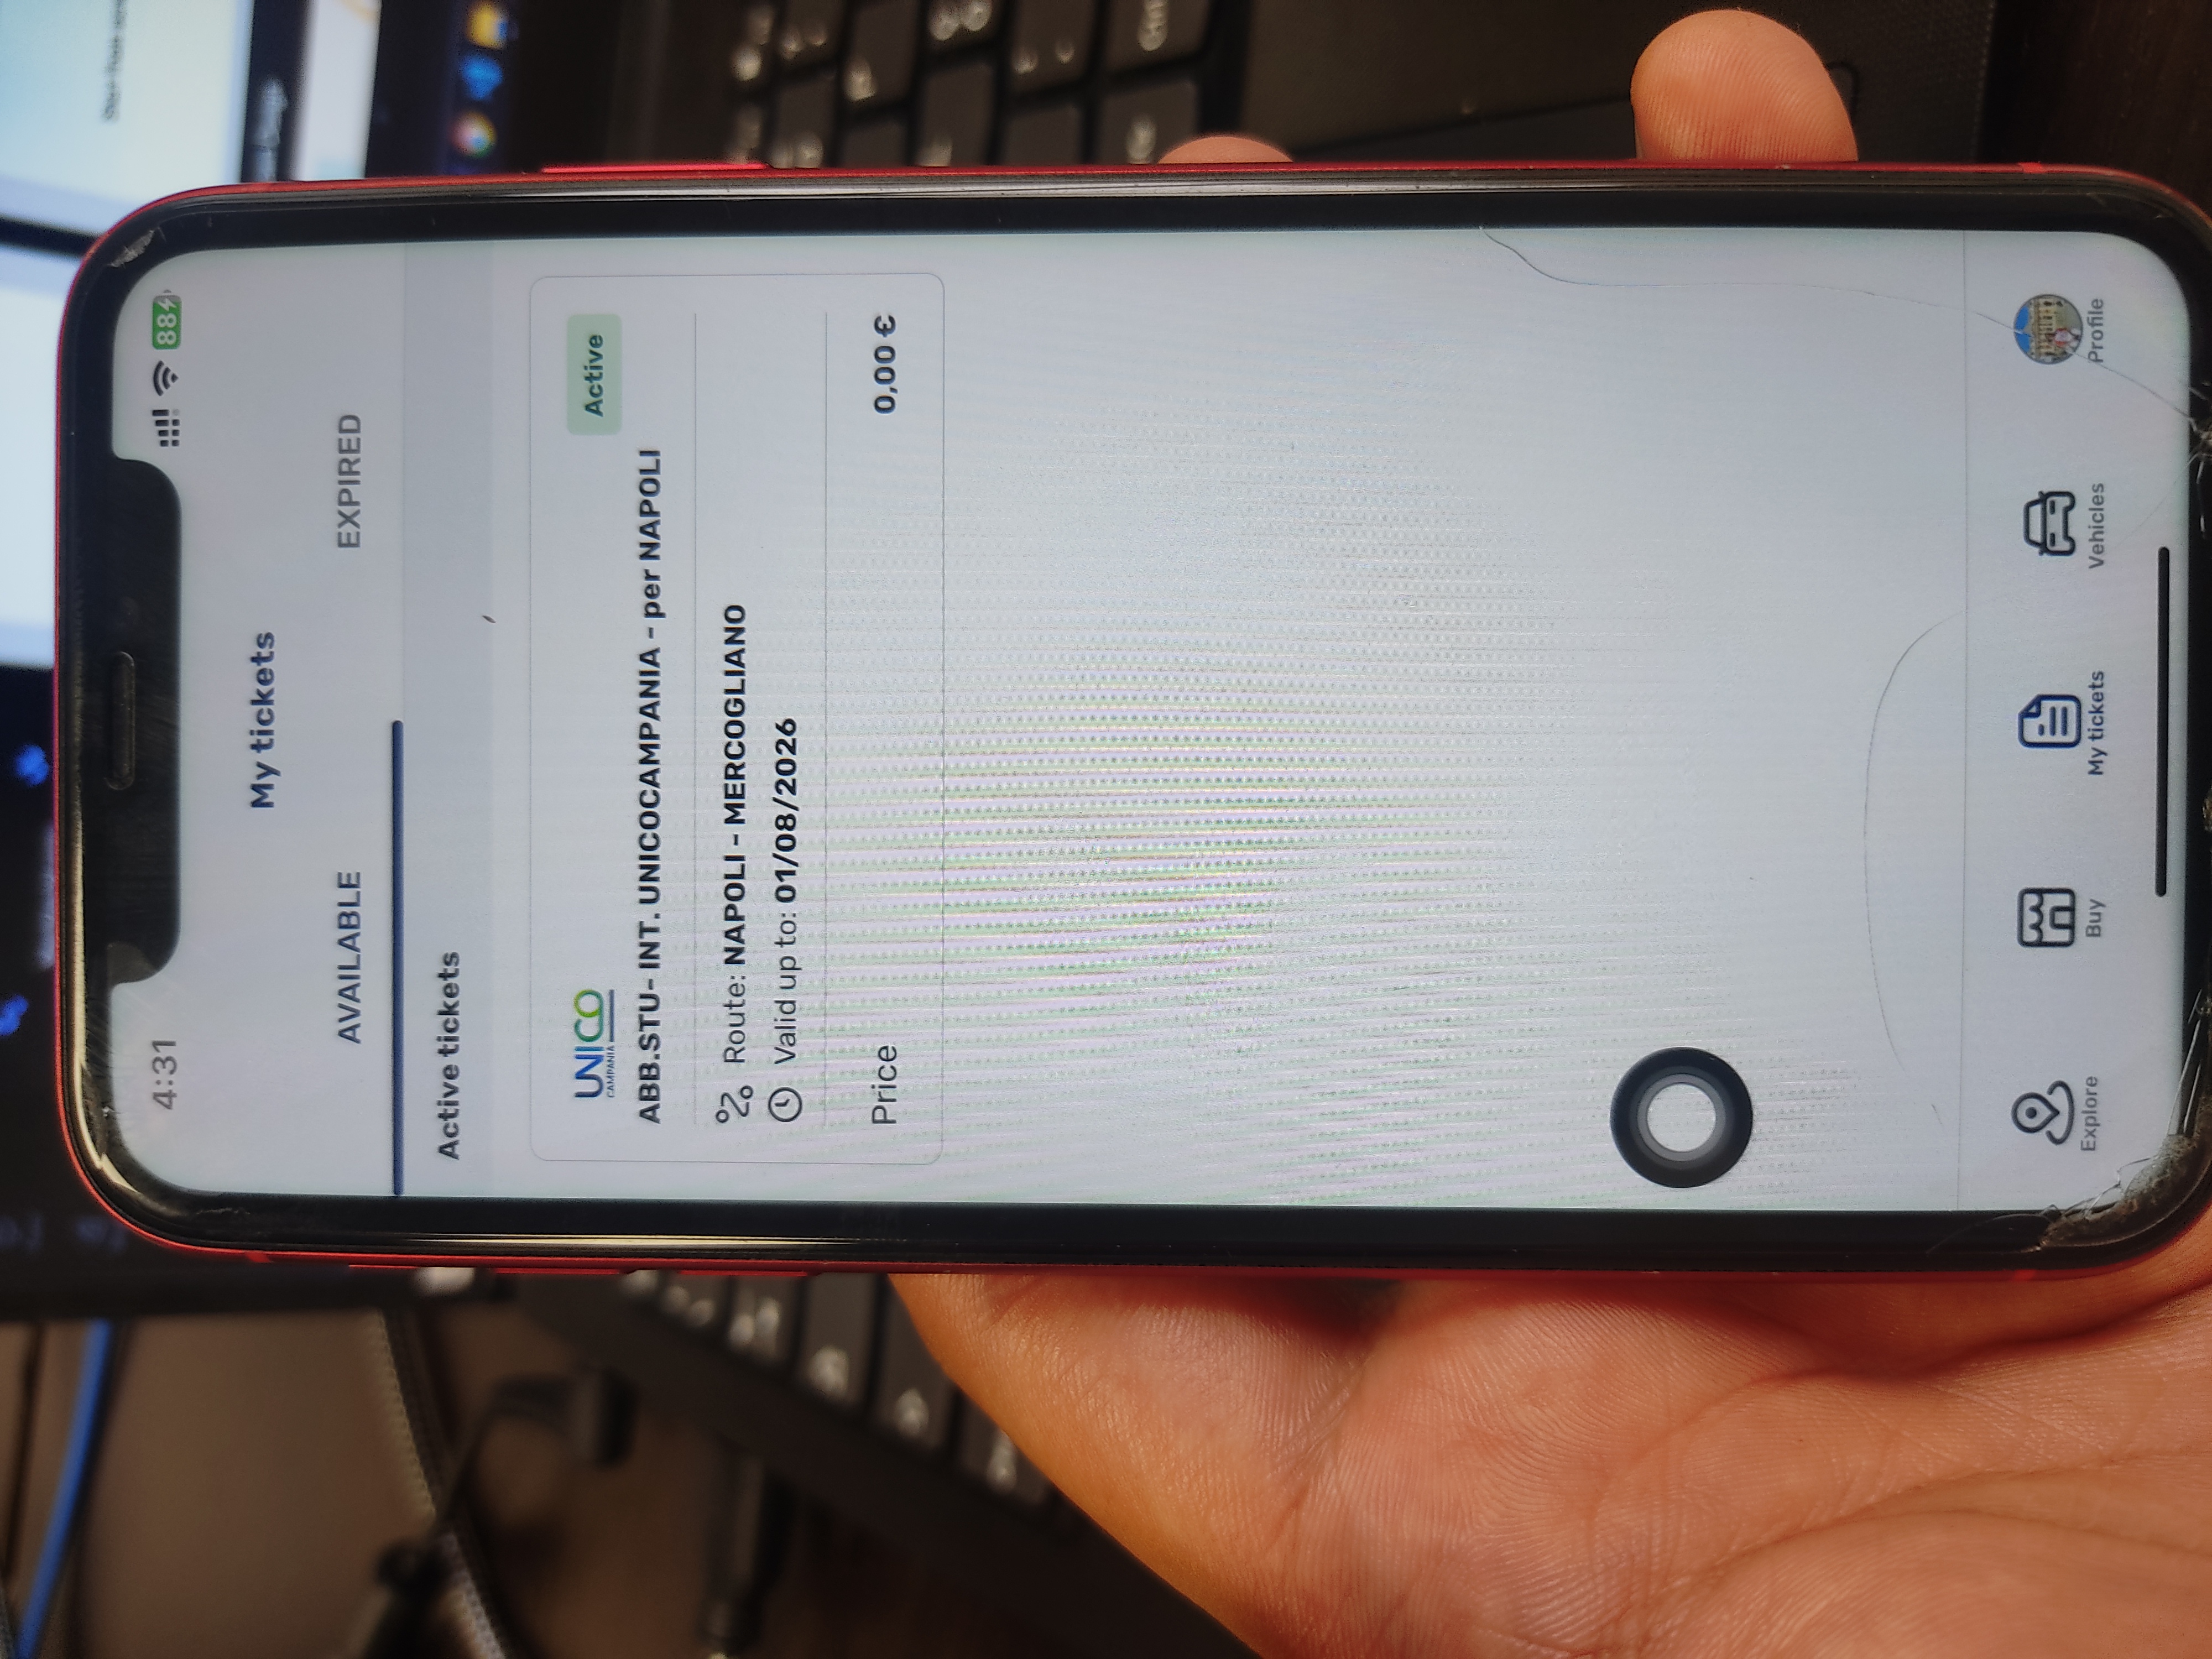 4:31
88
My tickets
AVAILABLE
EXPIRED
Active tickets
UNICO
CAMPANIA
Active
ABB.STU- INT. UNICOCAMPANIA - per NAPOLI
Route: NAPOLI - MERCOGLIANO
Valid up to: 01/08/2026
Price
0,00 €
Explore
Buy
My tickets
Vehicles
Profile